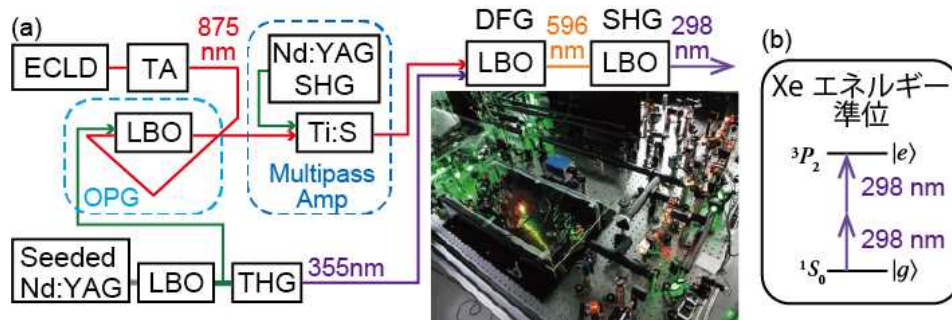 (a)
875
nm
ECLD
TA
Nd:YAG
SHG
DFG
596
nm
SHG
298
nm
LBO
LBO
LBO
Ti:S
OPG
Multipass
Amp
Seeded
Nd:YAG
LBO
THG
355nm
(b)
Xe エネルギー
準位
³P₂
|e⟩
298 nm
298 nm
¹S₀
|g⟩